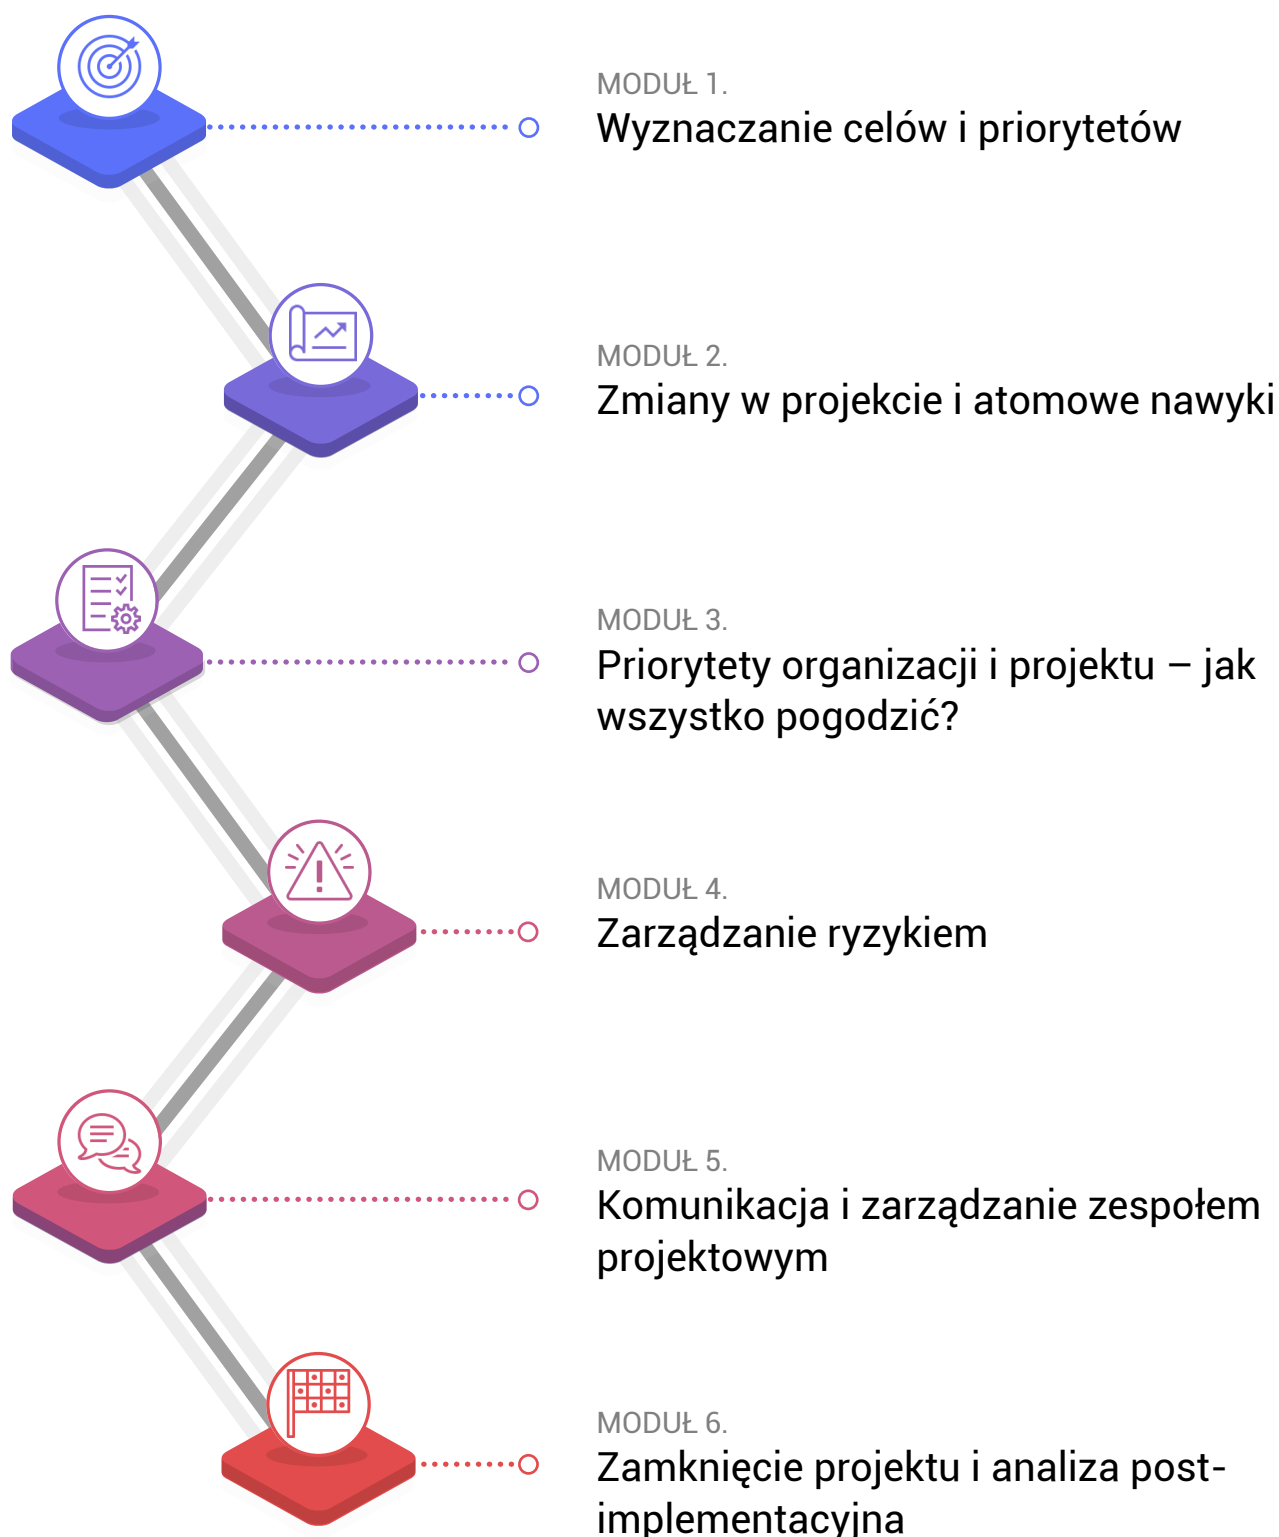 MODUŁ 1.
Wyznaczanie celów i priorytetów
MODUŁ 2.
Zmiany w projekcie i atomowe nawyki
MODUŁ 3.
Priorytety organizacji i projektu – jak
wszystko pogodzić?
MODUŁ 4.
Zarządzanie ryzykiem
MODUŁ 5.
Komunikacja i zarządzanie zespołem
projektowym
MODUŁ 6.
Zamknięcie projektu i analiza post-
implementacyjna